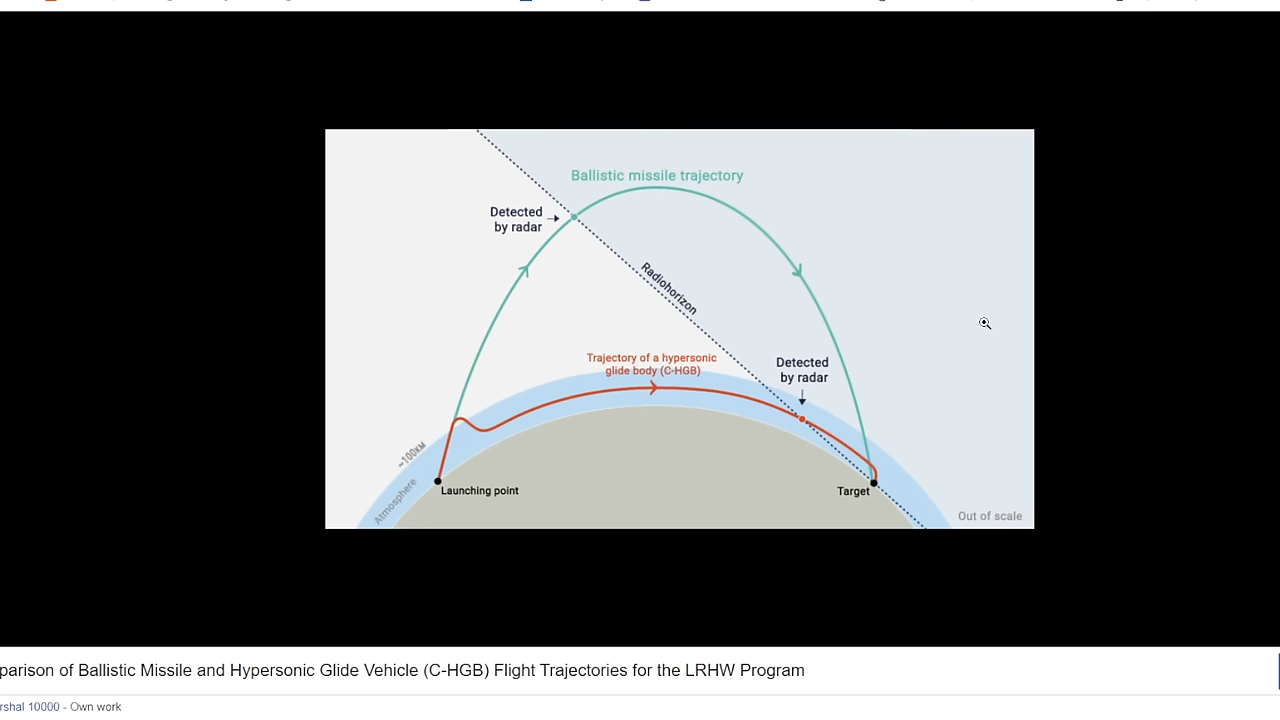 Ballistic missile trajectory
Detected
by radar
Radiohorizon
Trajectory of a hypersonic
glide body (C-HGB)
Detected
by radar
~100KM
Atmosphere
Launching point
Target
Out of scale
parison of Ballistic Missile and Hypersonic Glide Vehicle (C-HGB) Flight Trajectories for the LRHW Program
rshal 10000 - Own work